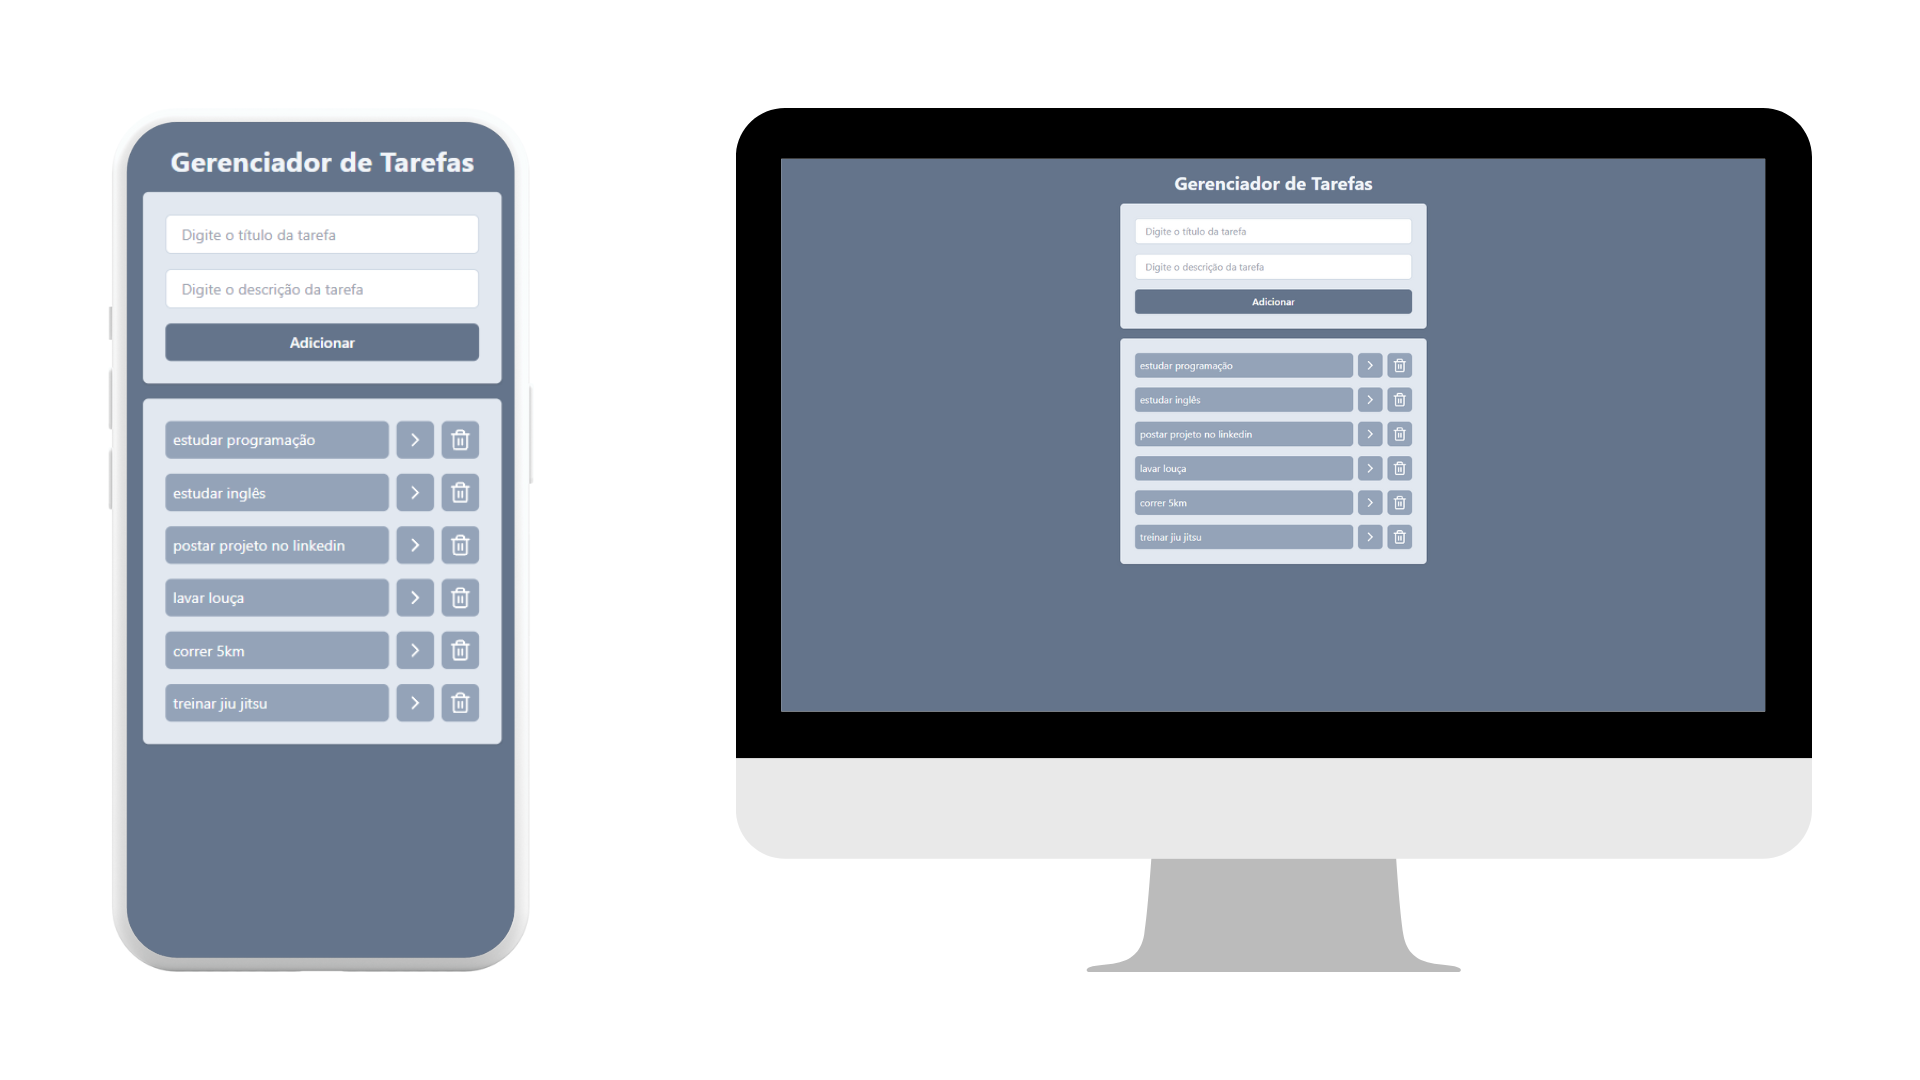 Gerenciador de Tarefas
Digite o título da tarefa
Digite o descrição da tarefa
Adicionar
estudar programação
estudar inglês
postar projeto no linkedin
lavar louça
correr 5km
treinar jiu jitsu
Gerenciador de Tarefas
Digite o título da tarefa
Digite o descrição da tarefa
Adicionar
estudar programação
estudar inglês
postar projeto no linkedin
lavar louça
correr 5km
treinar jiu jitsu